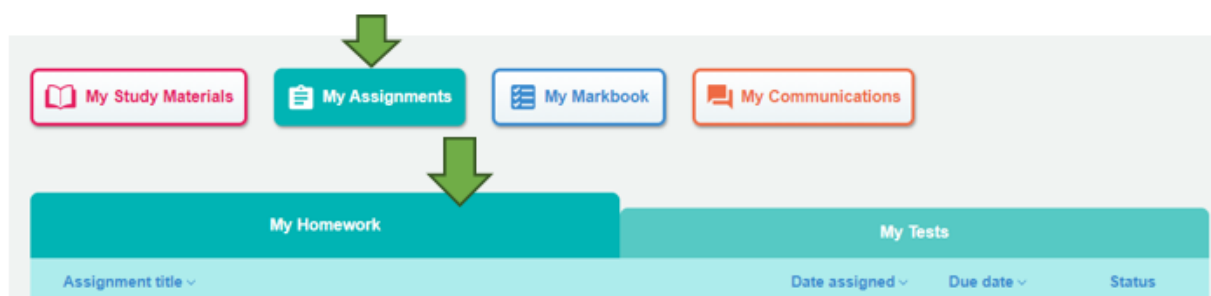 My Study Materials My Assignments My Markbook My Communications
My Homework My Tests
Assignment title Date assigned Due date Status